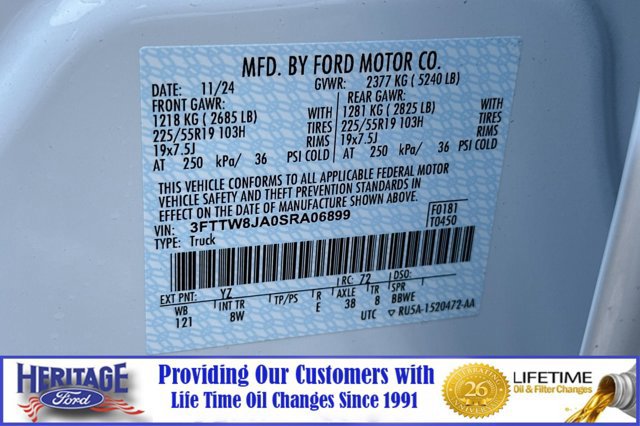 MFD. BY FORD MOTOR CO.
DATE: 11/24 GVWR: 2377 KG ( 5240 LB)
FRONT GAWR: REAR GAWR:
1218 KG ( 2685 LB) WITH 1281 KG ( 2825 LB) WITH
225/55R19 103H TIRES 225/55R19 103H TIRES
19x7.5J RIMS 19x7.5J RIMS
AT 250 kPa/ 36 PSI COLD AT 250 kPa/ 36 PSI COLD
THIS VEHICLE CONFORMS TO ALL APPLICABLE FEDERAL MOTOR
VEHICLE SAFETY AND THEFT PREVENTION STANDARDS IN
EFFECT ON THE DATE OF MANUFACTURE SHOWN ABOVE.
VIN: 3FTTW8JA0SRA06899 F0181
TYPE: Truck T0450
EXT PNT: YZ RC: 72 DSO:
WB TP/PS R AXLE TR SPR
121 8W E 38 8 BBWE
UTC RU5A-1520472-AA
HERITAGE
Ford
Providing Our Customers with
Life Time Oil Changes Since 1991
CELEBRATING
26
LIFETIME
Oil & Filter Changes